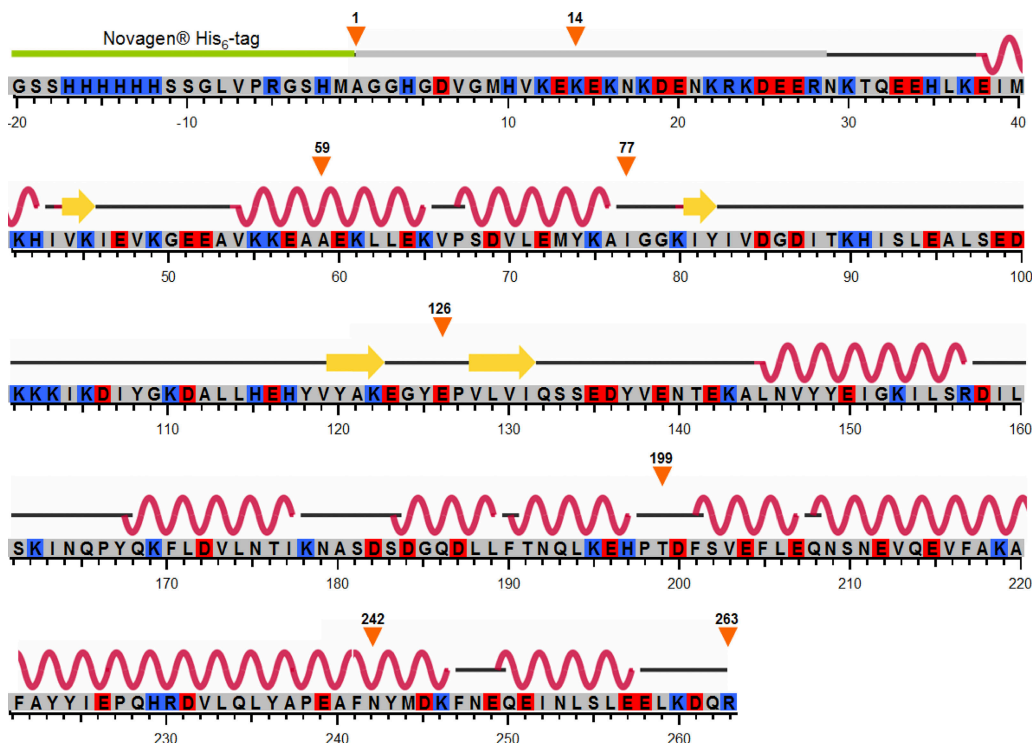 1 14
Novagen® His6-tag
GSSHHHHHHSSGLVPRGSHMAGGHGDVGMHVKEKEKNKDENKRKDEERNKTQEEHLKEIM
-20 -10 10 20 30 40
59 77
KHIVKIEVKGEEAVKKEAAEKLLEKVPSDVLEMYKAIGGKIYIVDGDITKHISLEALSED
50 60 70 80 90 100
126
KKKIKDIYGKDALLHEHYVYAKEGYEPVLVIQSSEDYVENTEKALNVYYEIGKILSRDIL
110 120 130 140 150 160
199
SKINQPYQKFLDVLNTIKNASDSDGQDLLFTNQLKEHPTDFSVEFLEQNSNEVQEVFAKA
170 180 190 200 210 220
242 263
FAYYIEPQHRDVLQLYAPEAFNYMDKFNEQEINLSLEELKDQR
230 240 250 260